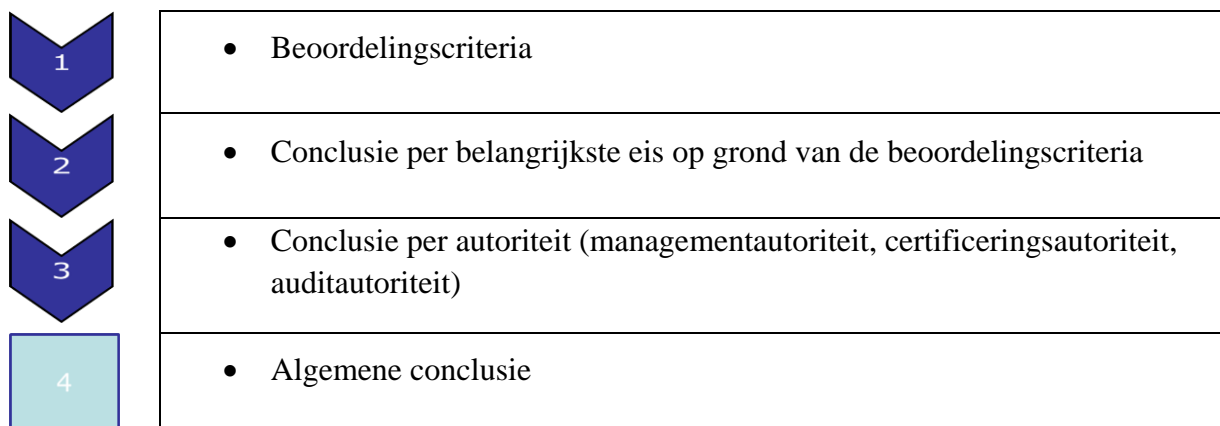 1
• Beoordelingscriteria
2
• Conclusie per belangrijkste eis op grond van de beoordelingscriteria
3
• Conclusie per autoriteit (managementautoriteit, certificeringsautoriteit,
auditautoriteit)
4
• Algemene conclusie